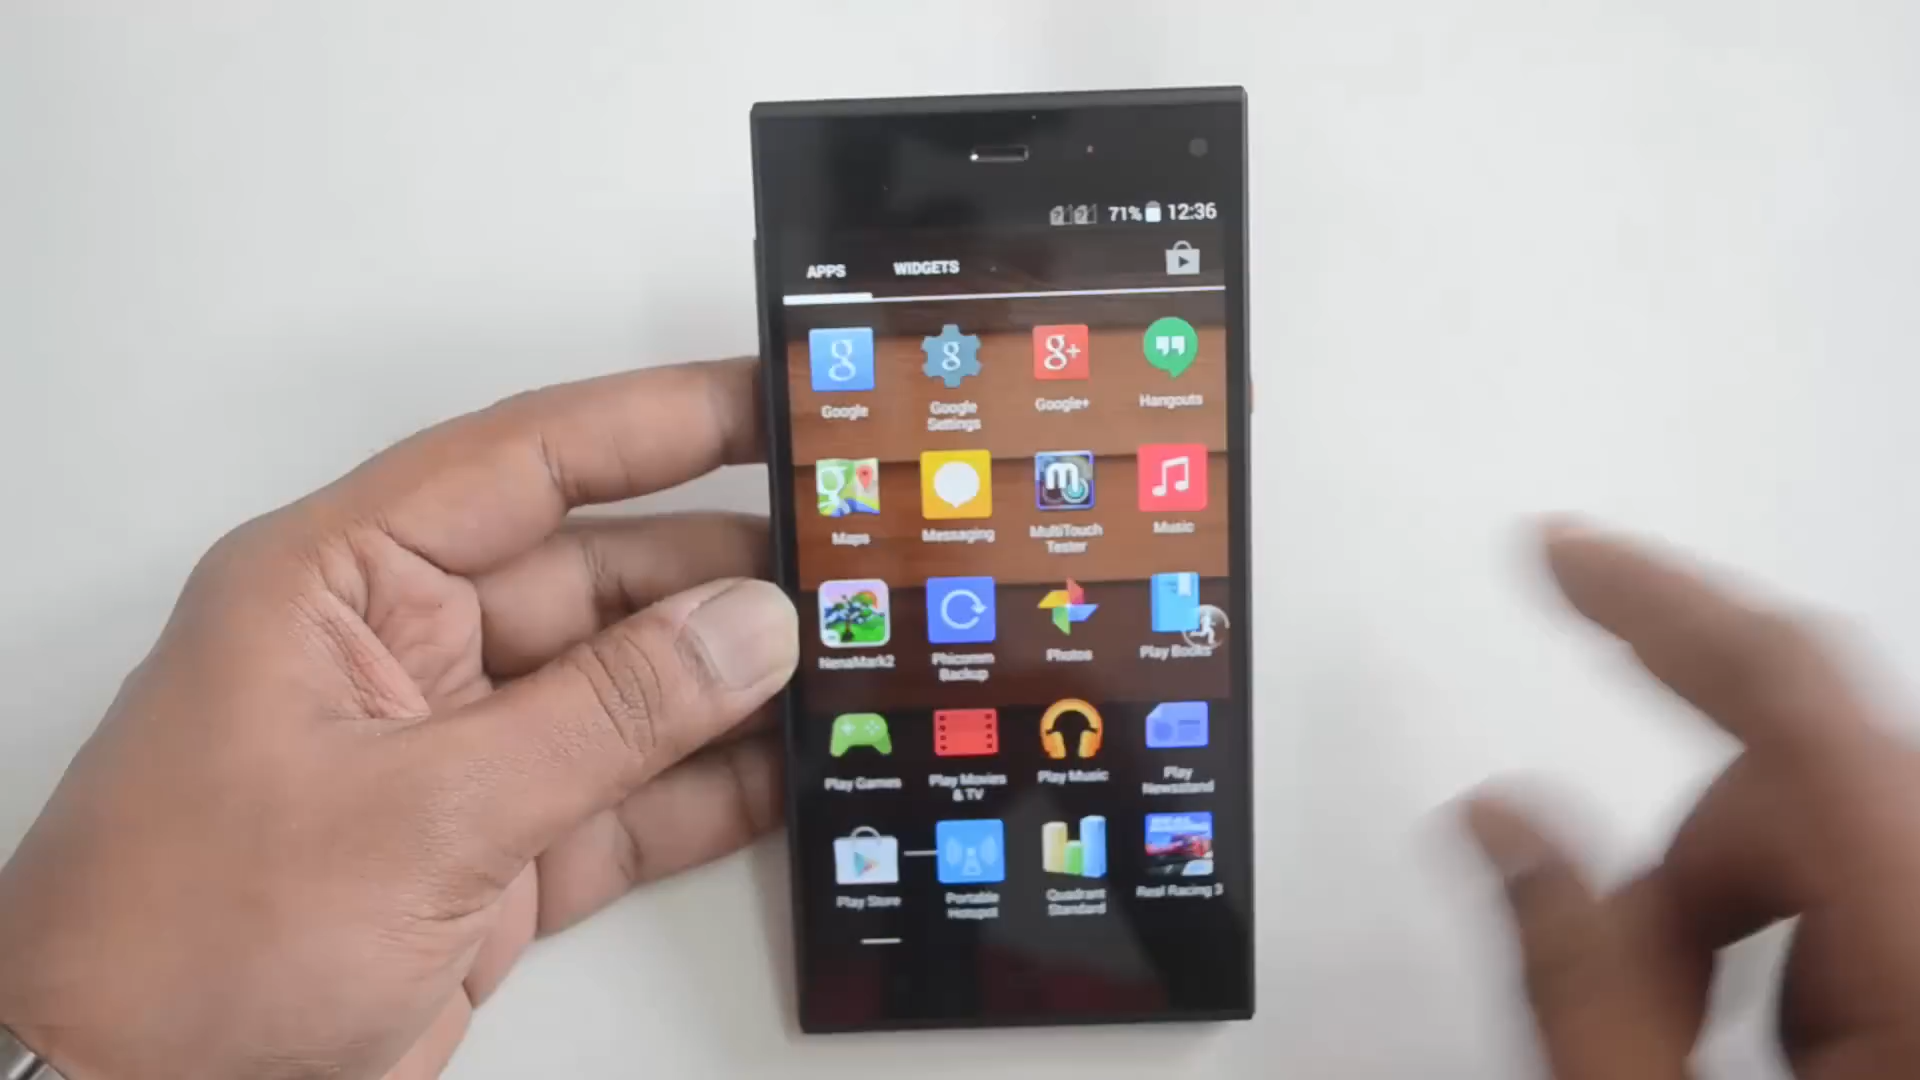 71% 12:36
APPS WIDGETS
Google
Google
Settings
Google+
Hangouts
Maps
Messaging
MultiTouch
Tester
Music
NenaMark2
Phicomm
Backup
Photos
Play Books
Play Games
Play Movies
& TV
Play Music
Play
Newsstand
Play Store
Portable
Hotspot
Quadrant
Standard
Real Racing 3